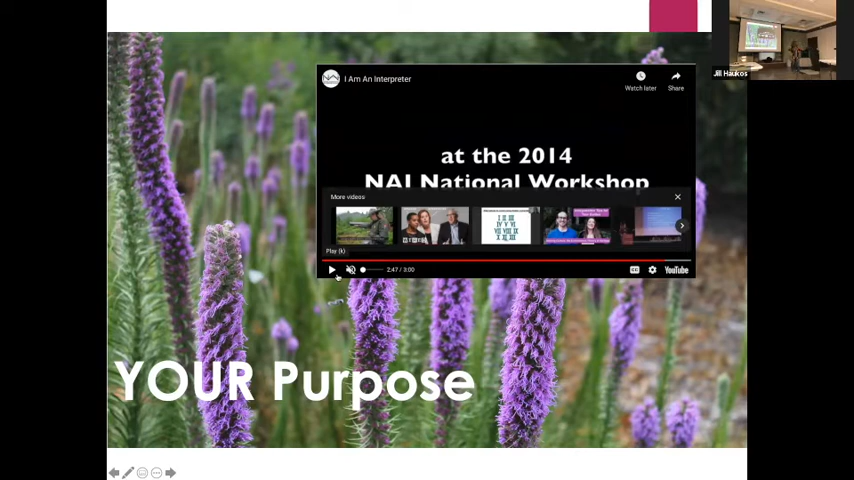 I Am An Interpreter
Watch later
Share
Jill Haukos
at the 2014
NAI National Workshop
More videos
Play (k)
2:47 / 3:00
CC
YouTube
YOUR Purpose